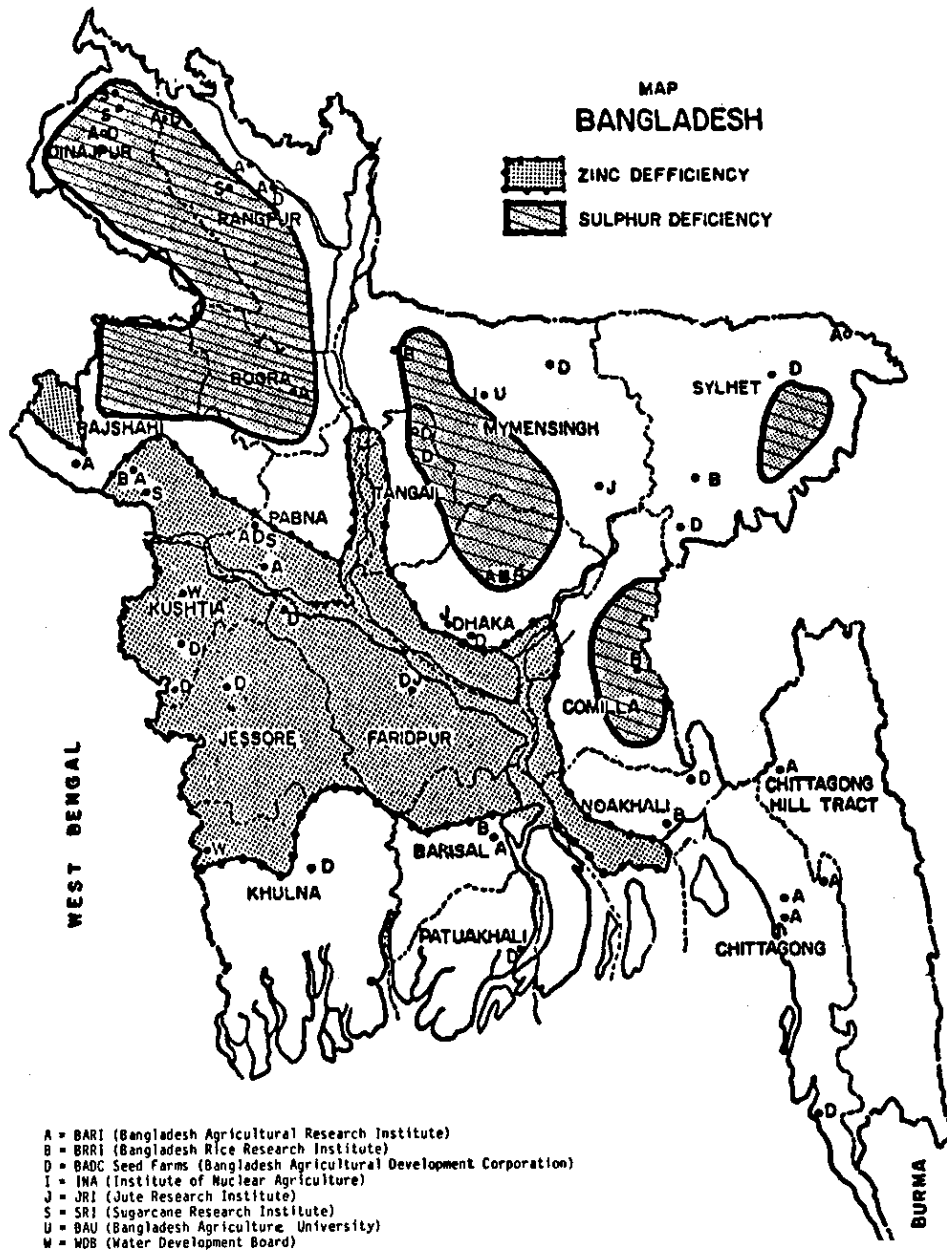 MAP
BANGLADESH
ZINC DEFFICIENCY
SULPHUR DEFICIENCY
S
S
A D
A D
DINAJPUR
A
S A
D
RANGPUR
A
B
D
I U
SYLHET
D
BOGRA
A
MYMENSINGH
RAJSHAHI
D
D
A
B A
S
TANGAIL
J
B
PABNA
D
A D S
A
A B
W
KUSHTIA
D
J
DHAKA
D
D
B
D
D
D J
COMILLA
JESSORE
FARIDPUR
WEST BENGAL
D
A
CHITTAGONG
HILL TRACT
NOAKHALI
B
B
A
BARISAL
W
D
KHULNA
A
A
A
PATUAKHALI
D
CHITTAGONG
D
BURMA
A = BARI (Bangladesh Agricultural Research Institute)
B = BRRI (Bangladesh Rice Research Institute)
D = BADC Seed Farms (Bangladesh Agricultural Development Corporation)
I = INA (Institute of Nuclear Agriculture)
J = JRI (Jute Research Institute)
S = SRI (Sugarcane Research Institute)
U = BAU (Bangladesh Agriculture University)
W = WDB (Water Development Board)